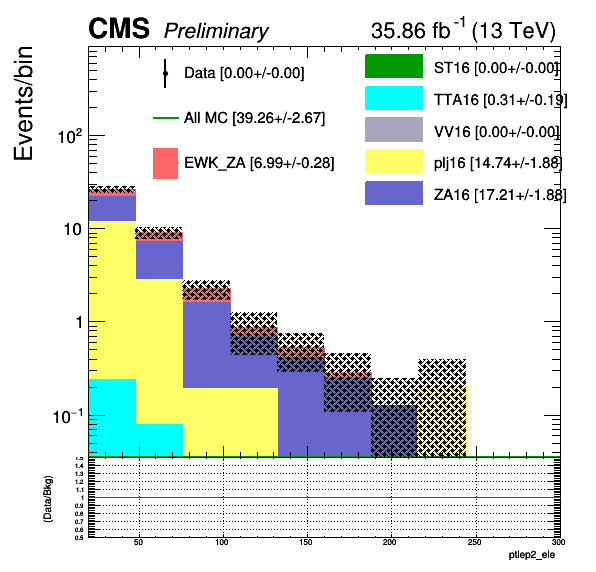 CMS Preliminary 35.86 fb⁻¹ (13 TeV)
Events/bin
Data [0.00+/-0.00]
All MC [39.26+/-2.67]
EWK_ZA [6.99+/-0.28]
ST16 [0.00+/-0.00]
TTA16 [0.31+/-0.19]
VV16 [0.00+/-0.00]
plj16 [14.74+/-1.88]
ZA16 [17.21+/-1.88]
10²
10
1
10⁻¹
(Data/Bkg)
1.5
1.4
1.3
1.2
1.1
1
0.9
0.8
0.7
0.6
0.5
50 100 150 200 250 300
ptlep2_ele